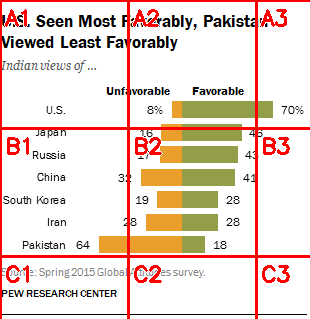 U.S. Seen Most Favorably, Pakistan
Viewed Least Favorably
Indian views of ...
Unfavorable Favorable
U.S. 8% 70%
Japan 16 46
Russia 17 43
China 32 41
South Korea 19 28
Iran 28 28
Pakistan 64 18
Source: Spring 2015 Global Attitudes survey.
PEW RESEARCH CENTER
A1 A2 A3
B1 B2 B3
C1 C2 C3